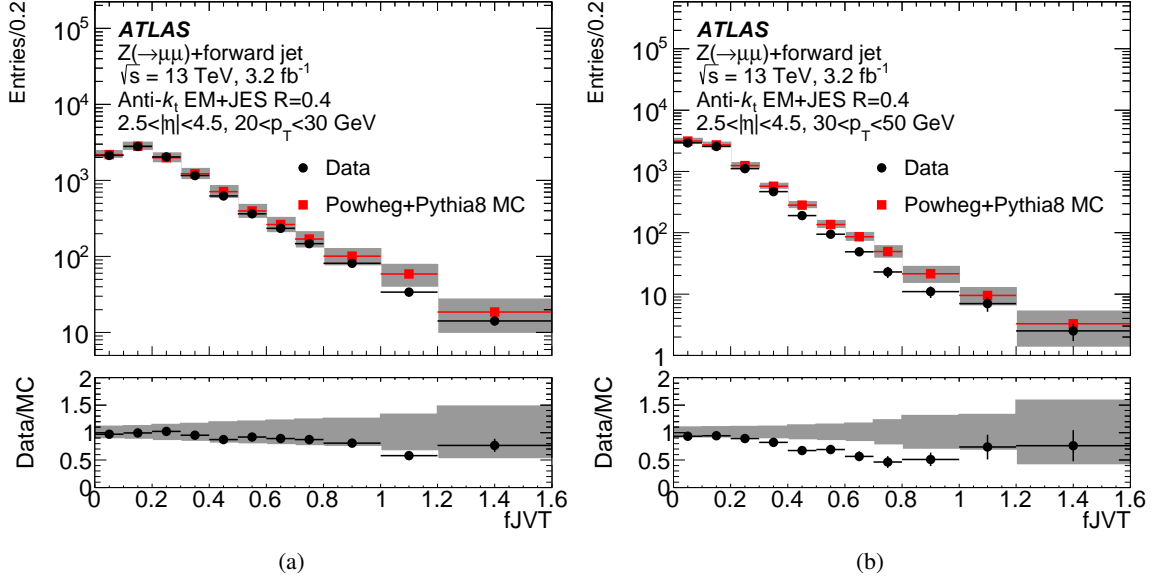 Entries/0.2
10⁵
10⁴
10³
10²
10
ATLAS
Z(→μμ)+forward jet
√s = 13 TeV, 3.2 fb⁻¹
Anti-kₜ EM+JES R=0.4
2.5<|η|<4.5, 20<p_T<30 GeV
Data
Powheg+Pythia8 MC
Data/MC
2
1.5
1
0.5
0
0 0.2 0.4 0.6 0.8 1 1.2 1.4 1.6
fJVT
(a)
Entries/0.2
10⁵
10⁴
10³
10²
10
1
ATLAS
Z(→μμ)+forward jet
√s = 13 TeV, 3.2 fb⁻¹
Anti-kₜ EM+JES R=0.4
2.5<|η|<4.5, 30<p_T<50 GeV
Data
Powheg+Pythia8 MC
Data/MC
2
1.5
1
0.5
0
0 0.2 0.4 0.6 0.8 1 1.2 1.4 1.6
fJVT
(b)